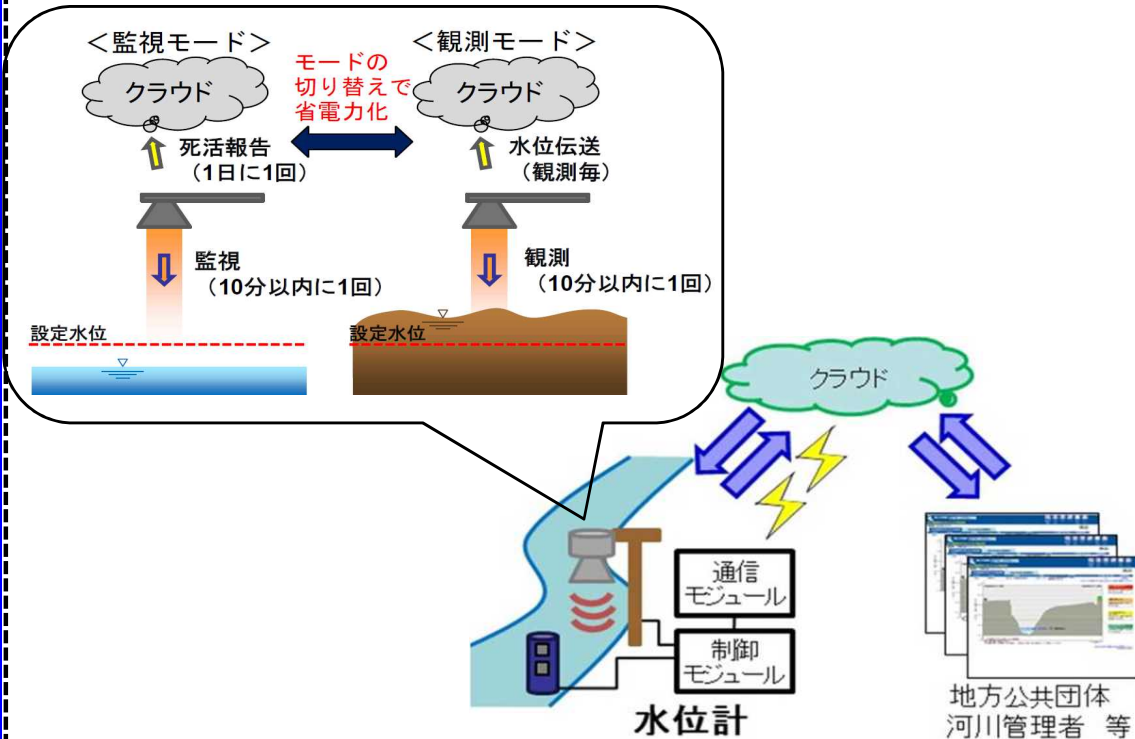 ＜監視モード＞
＜観測モード＞
クラウド
モードの
切り替えで
省電力化
クラウド
死活報告
（1日に1回）
水位伝送
（観測毎）
監視
（10分以内に1回）
観測
（10分以内に1回）
設定水位
設定水位
クラウド
通信
モジュール
制御
モジュール
水位計
地方公共団体
河川管理者 等